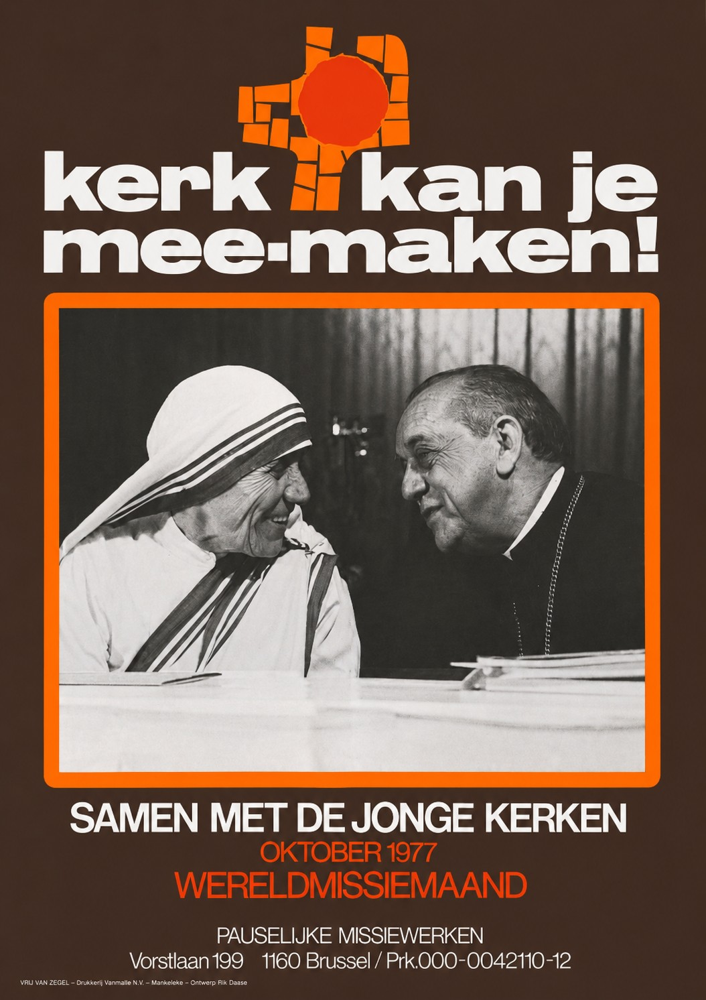 kerk kan je
mee-maken!
SAMEN MET DE JONGE KERKEN
OKTOBER 1977
WERELDMISSIEMAAND
PAUSELIJKE MISSIEWERKEN
Vorstlaan 199 1160 Brussel / Prk.000-0042110-12
VRIJ VAN ZEGEL – Drukkerij Vanmalle N.V. – Mankeleke – Ontwerp Rik Daase